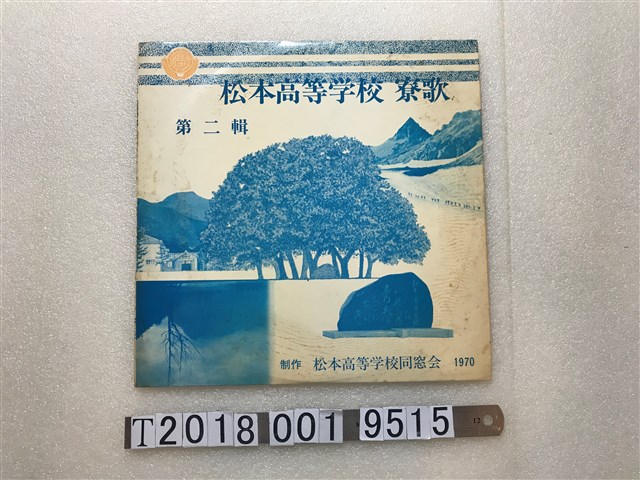 松本高等学校 寮歌
第二輯
制作 松本高等学校同窓会 1970
T2018 001 9515
12